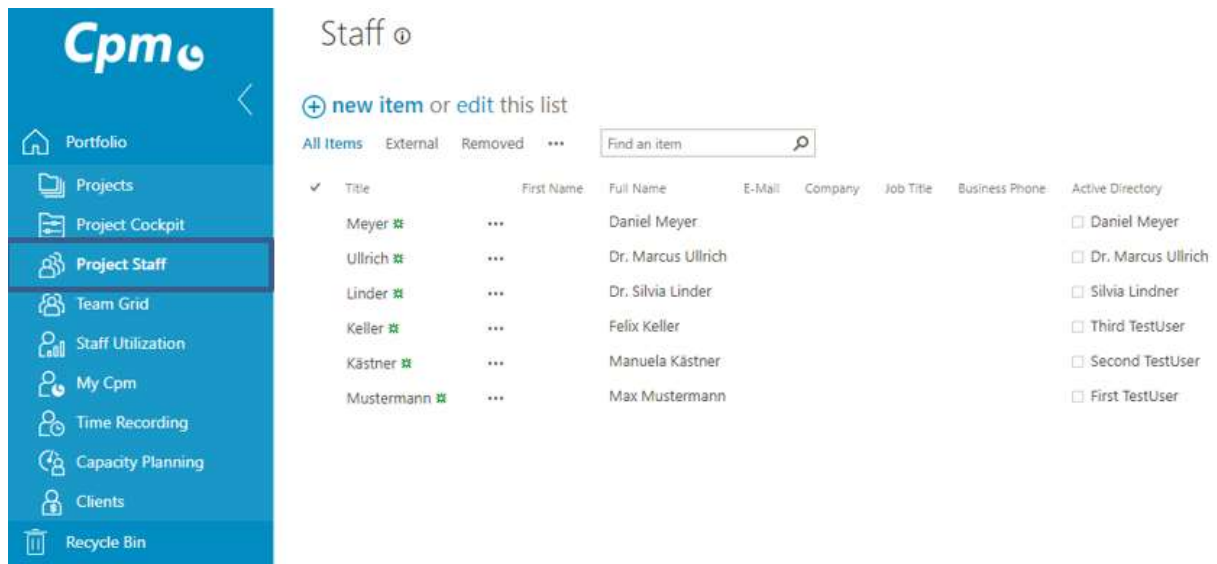 Cpm
Staff
new item or edit this list
All Items External Removed ••• Find an item
Title First Name Full Name E-Mail Company Job Title Business Phone Active Directory
Meyer ••• Daniel Meyer Daniel Meyer
Ullrich ••• Dr. Marcus Ullrich Dr. Marcus Ullrich
Linder ••• Dr. Silvia Linder Silvia Lindner
Keller ••• Felix Keller Third TestUser
Kästner ••• Manuela Kästner Second TestUser
Mustermann ••• Max Mustermann First TestUser
Portfolio
Projects
Project Cockpit
Project Staff
Team Grid
Staff Utilization
My Cpm
Time Recording
Capacity Planning
Clients
Recycle Bin